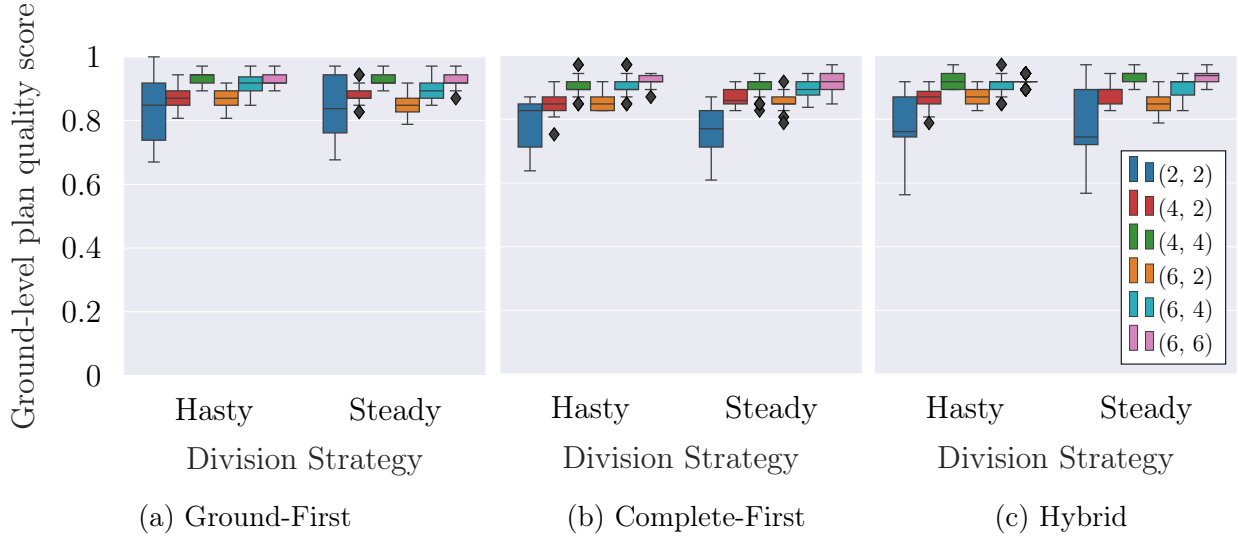 Ground-level plan quality score
1
0.8
0.6
0.4
0.2
0
Hasty
Steady
Division Strategy
(a) Ground-First
Hasty
Steady
Division Strategy
(b) Complete-First
(2, 2)
(4, 2)
(4, 4)
(6, 2)
(6, 4)
(6, 6)
Hasty
Steady
Division Strategy
(c) Hybrid